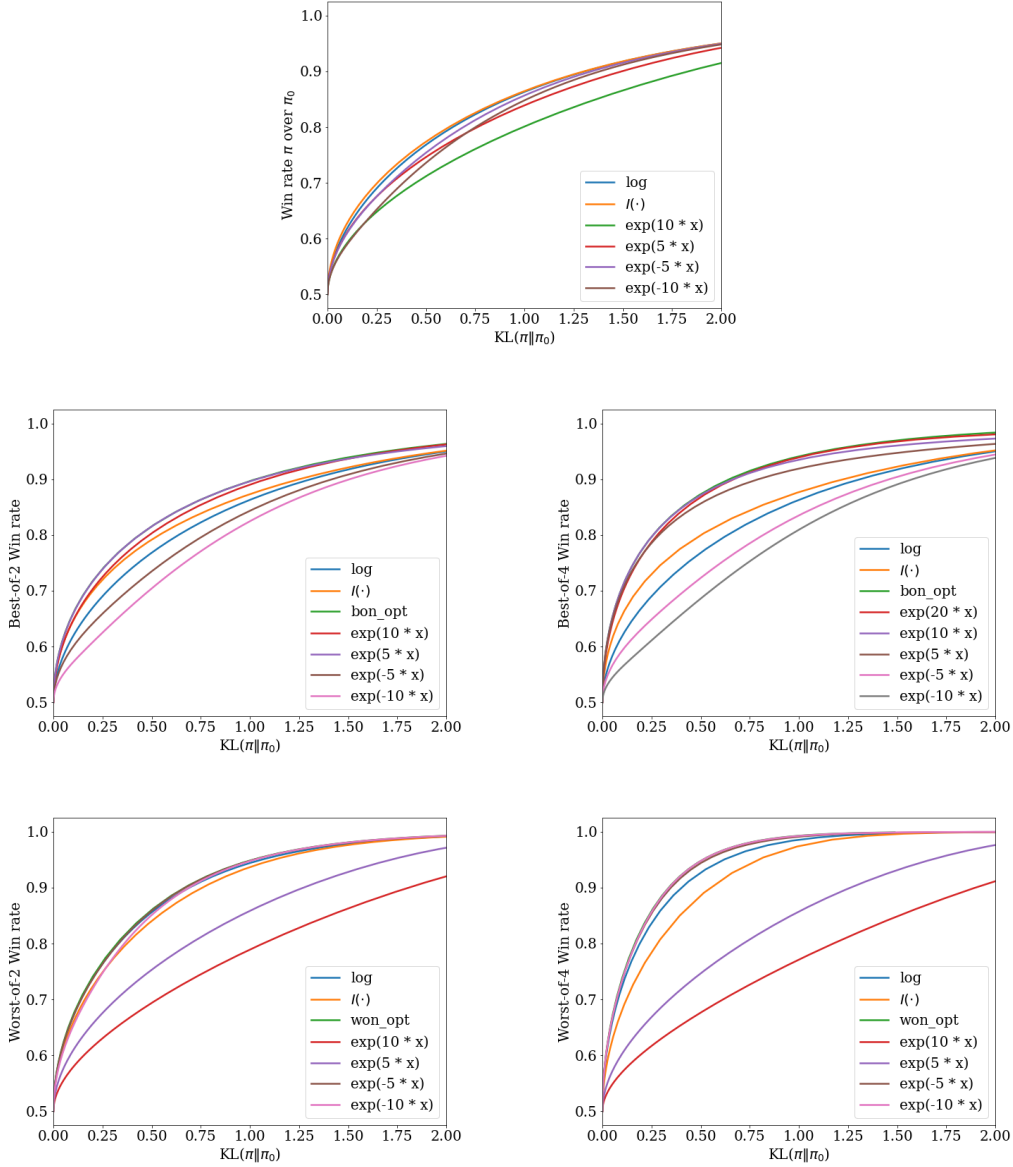 1.0
0.9
0.8
0.7
0.6
0.5
Win rate π over π₀
0.00 0.25 0.50 0.75 1.00 1.25 1.50 1.75 2.00
KL(π‖π₀)
log
I(·)
exp(10 * x)
exp(5 * x)
exp(-5 * x)
exp(-10 * x)
1.0
0.9
0.8
0.7
0.6
0.5
Best-of-2 Win rate
0.00 0.25 0.50 0.75 1.00 1.25 1.50 1.75 2.00
KL(π‖π₀)
log
I(·)
bon_opt
exp(10 * x)
exp(5 * x)
exp(-5 * x)
exp(-10 * x)
1.0
0.9
0.8
0.7
0.6
0.5
Best-of-4 Win rate
0.00 0.25 0.50 0.75 1.00 1.25 1.50 1.75 2.00
KL(π‖π₀)
log
I(·)
bon_opt
exp(20 * x)
exp(10 * x)
exp(5 * x)
exp(-5 * x)
exp(-10 * x)
1.0
0.9
0.8
0.7
0.6
0.5
Worst-of-2 Win rate
0.00 0.25 0.50 0.75 1.00 1.25 1.50 1.75 2.00
KL(π‖π₀)
log
I(·)
won_opt
exp(10 * x)
exp(5 * x)
exp(-5 * x)
exp(-10 * x)
1.0
0.9
0.8
0.7
0.6
0.5
Worst-of-4 Win rate
0.00 0.25 0.50 0.75 1.00 1.25 1.50 1.75 2.00
KL(π‖π₀)
log
I(·)
won_opt
exp(10 * x)
exp(5 * x)
exp(-5 * x)
exp(-10 * x)